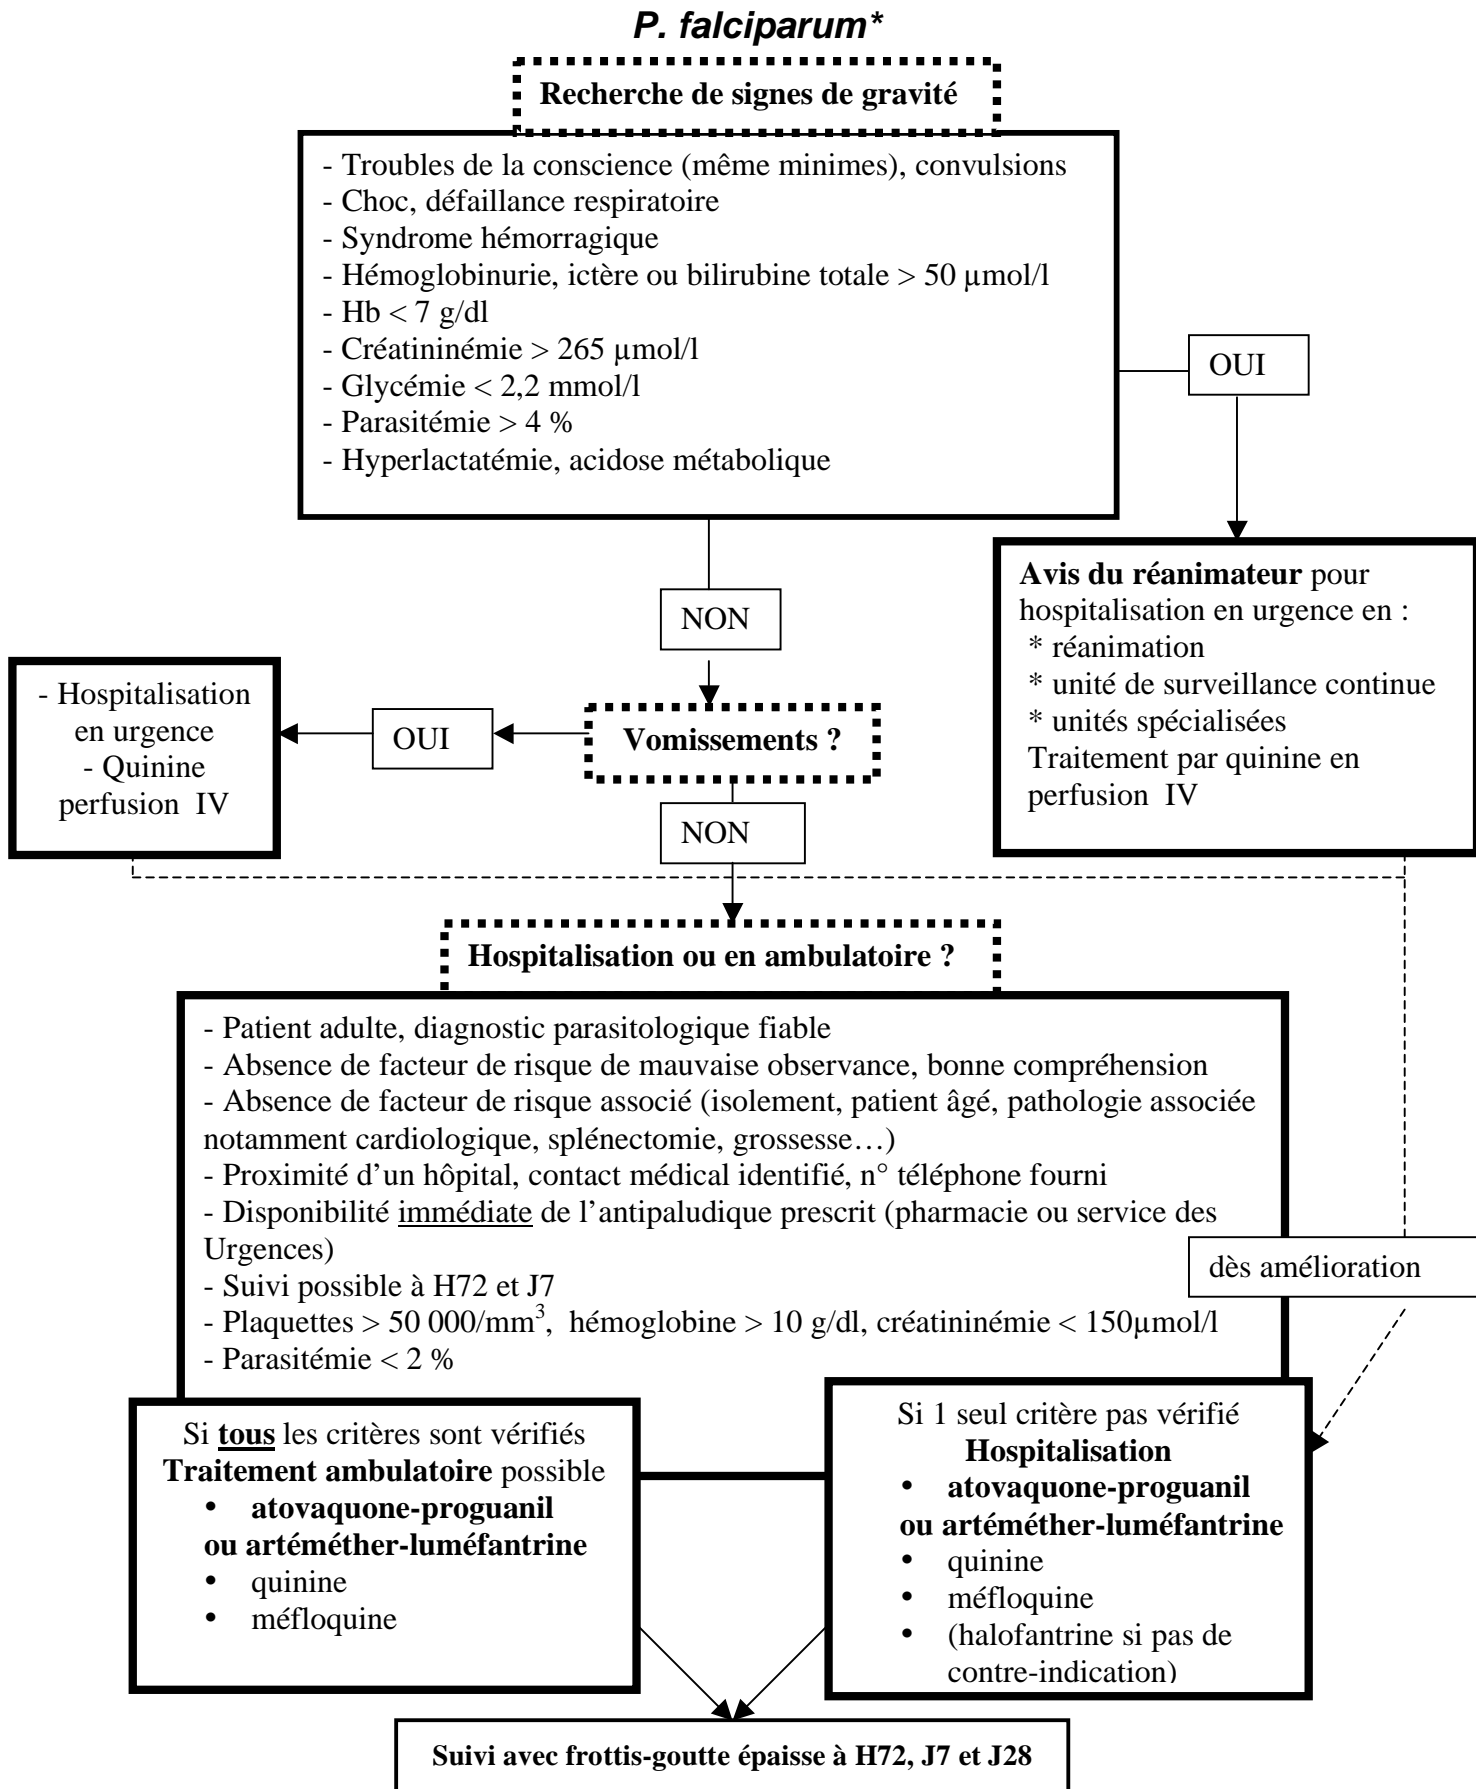 P. falciparum*
Recherche de signes de gravité
- Troubles de la conscience (même minimes), convulsions
- Choc, défaillance respiratoire
- Syndrome hémorragique
- Hémoglobinurie, ictère ou bilirubine totale > 50 µmol/l
- Hb < 7 g/dl
- Créatininémie > 265 µmol/l
- Glycémie < 2,2 mmol/l
- Parasitémie > 4 %
- Hyperlactatémie, acidose métabolique
OUI
Avis du réanimateur pour
hospitalisation en urgence en :
* réanimation
* unité de surveillance continue
* unités spécialisées
Traitement par quinine en
perfusion IV
NON
Vomissements ?
OUI
- Hospitalisation
en urgence
- Quinine
perfusion IV
NON
Hospitalisation ou en ambulatoire ?
- Patient adulte, diagnostic parasitologique fiable
- Absence de facteur de risque de mauvaise observance, bonne compréhension
- Absence de facteur de risque associé (isolement, patient âgé, pathologie associée
notamment cardiologique, splénectomie, grossesse…)
- Proximité d'un hôpital, contact médical identifié, n° téléphone fourni
- Disponibilité immédiate de l'antipaludique prescrit (pharmacie ou service des
Urgences)
- Suivi possible à H72 et J7
- Plaquettes > 50 000/mm³, hémoglobine > 10 g/dl, créatininémie < 150µmol/l
- Parasitémie < 2 %
dès amélioration
Si tous les critères sont vérifiés
Traitement ambulatoire possible
• atovaquone-proguanil
ou artéméther-luméfantrine
• quinine
• méfloquine
Si 1 seul critère pas vérifié
Hospitalisation
• atovaquone-proguanil
ou artéméther-luméfantrine
• quinine
• méfloquine
• (halofantrine si pas de
contre-indication)
Suivi avec frottis-goutte épaisse à H72, J7 et J28